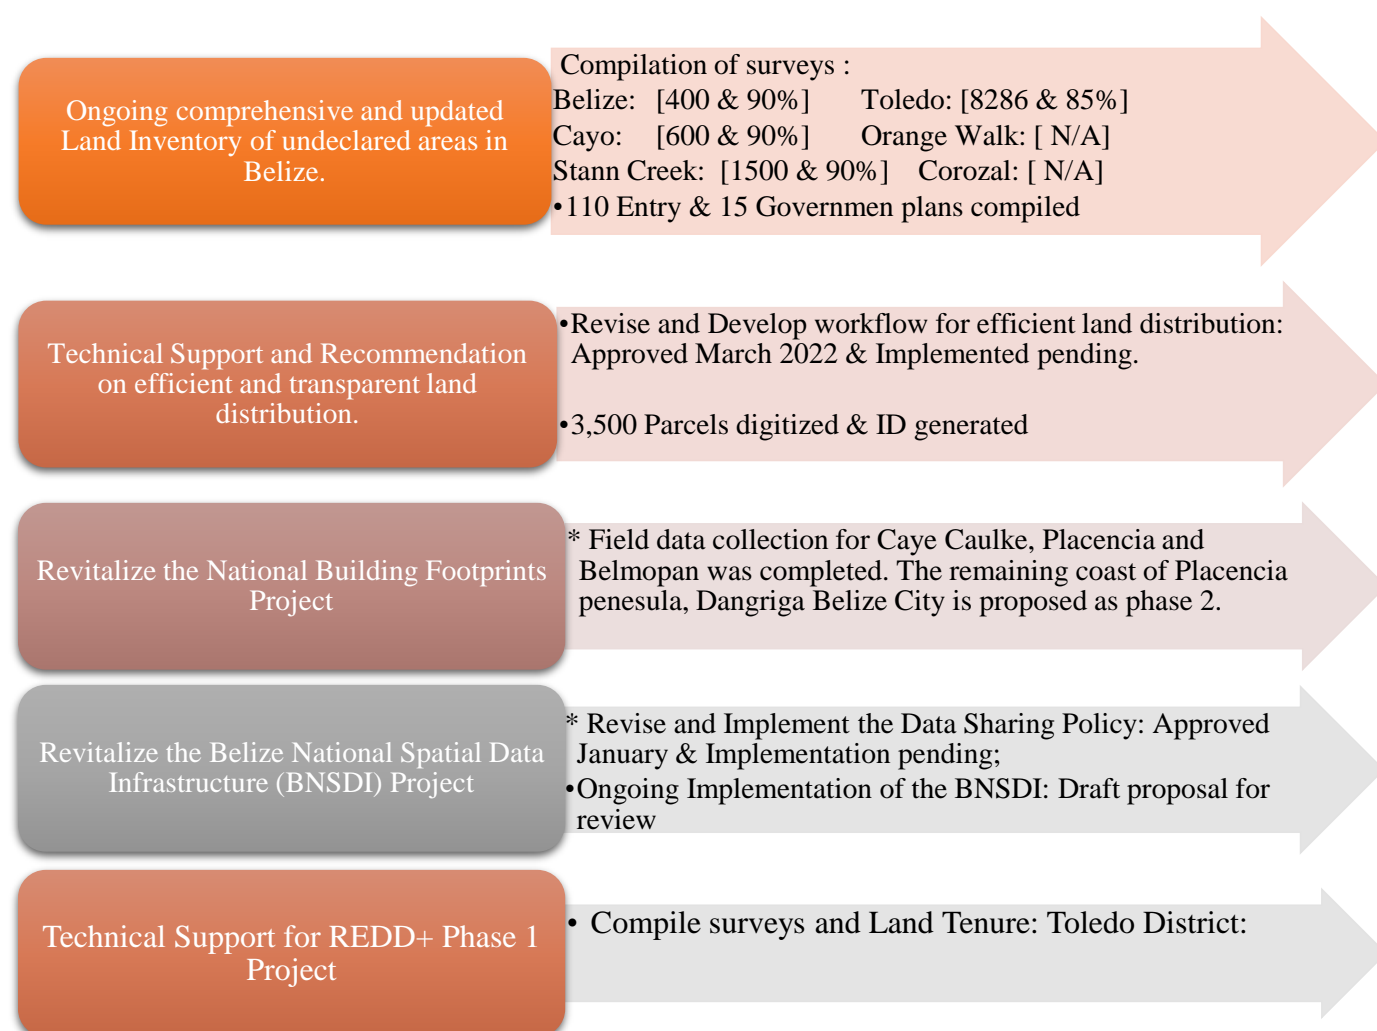 Ongoing comprehensive and updated
Land Inventory of undeclared areas in
Belize.
Compilation of surveys :
Belize: [400 & 90%] Toledo: [8286 & 85%]
Cayo: [600 & 90%] Orange Walk: [ N/A]
Stann Creek: [1500 & 90%] Corozal: [ N/A]
•110 Entry & 15 Governmen plans compiled
Technical Support and Recommendation
on efficient and transparent land
distribution.
•Revise and Develop workflow for efficient land distribution:
Approved March 2022 & Implemented pending.
•3,500 Parcels digitized & ID generated
Revitalize the National Building Footprints
Project
* Field data collection for Caye Caulke, Placencia and
Belmopan was completed. The remaining coast of Placencia
penesula, Dangriga Belize City is proposed as phase 2.
Revitalize the Belize National Spatial Data
Infrastructure (BNSDI) Project
* Revise and Implement the Data Sharing Policy: Approved
January & Implementation pending;
•Ongoing Implementation of the BNSDI: Draft proposal for
review
Technical Support for REDD+ Phase 1
Project
• Compile surveys and Land Tenure: Toledo District: